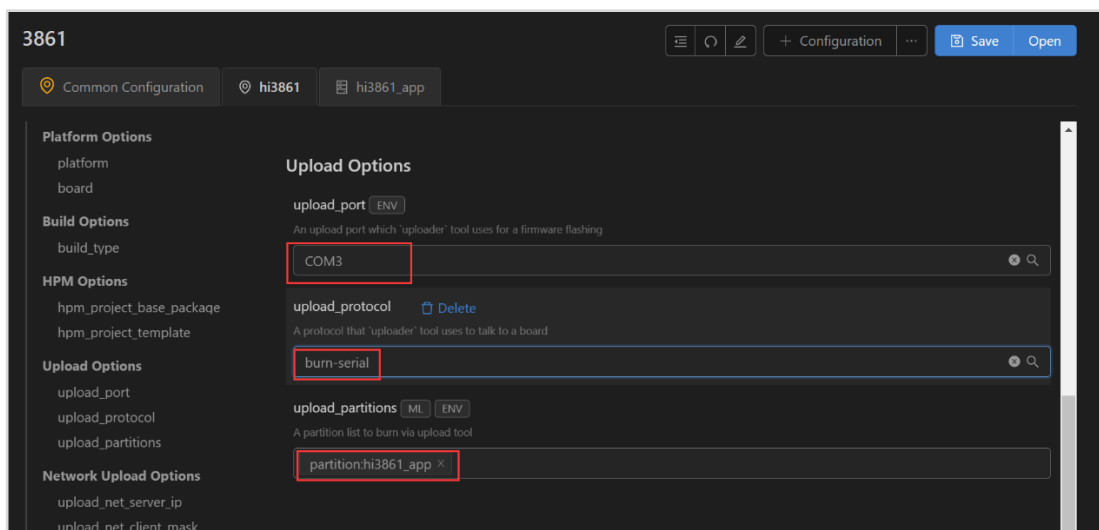 3861
+ Configuration
...
Save
Open
Common Configuration
hi3861
hi3861_app
Platform Options
platform
board
Build Options
build_type
HPM Options
hpm_project_base_package
hpm_project_template
Upload Options
upload_port
upload_protocol
upload_partitions
Network Upload Options
upload_net_server_ip
upload_net_client_mask
Upload Options
upload_port ENV
An upload port which `uploader` tool uses for a firmware flashing
COM3
upload_protocol Delete
A protocol that `uploader` tool uses to talk to a board
burn-serial
upload_partitions ML ENV
A partition list to burn via upload tool
partition:hi3861_app ×